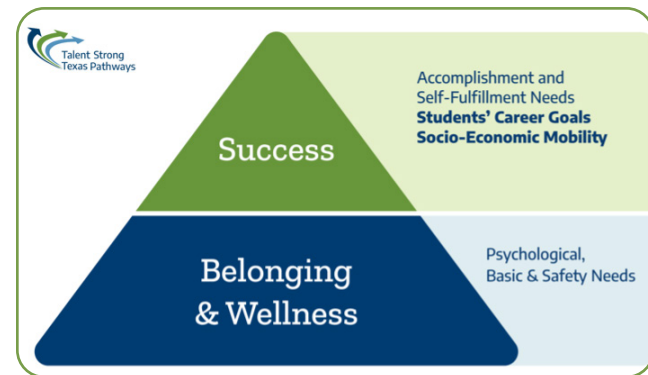 Talent Strong
Texas Pathways
Success
Accomplishment and
Self-Fulfillment Needs
Students’ Career Goals
Socio-Economic Mobility
Belonging
& Wellness
Psychological,
Basic & Safety Needs